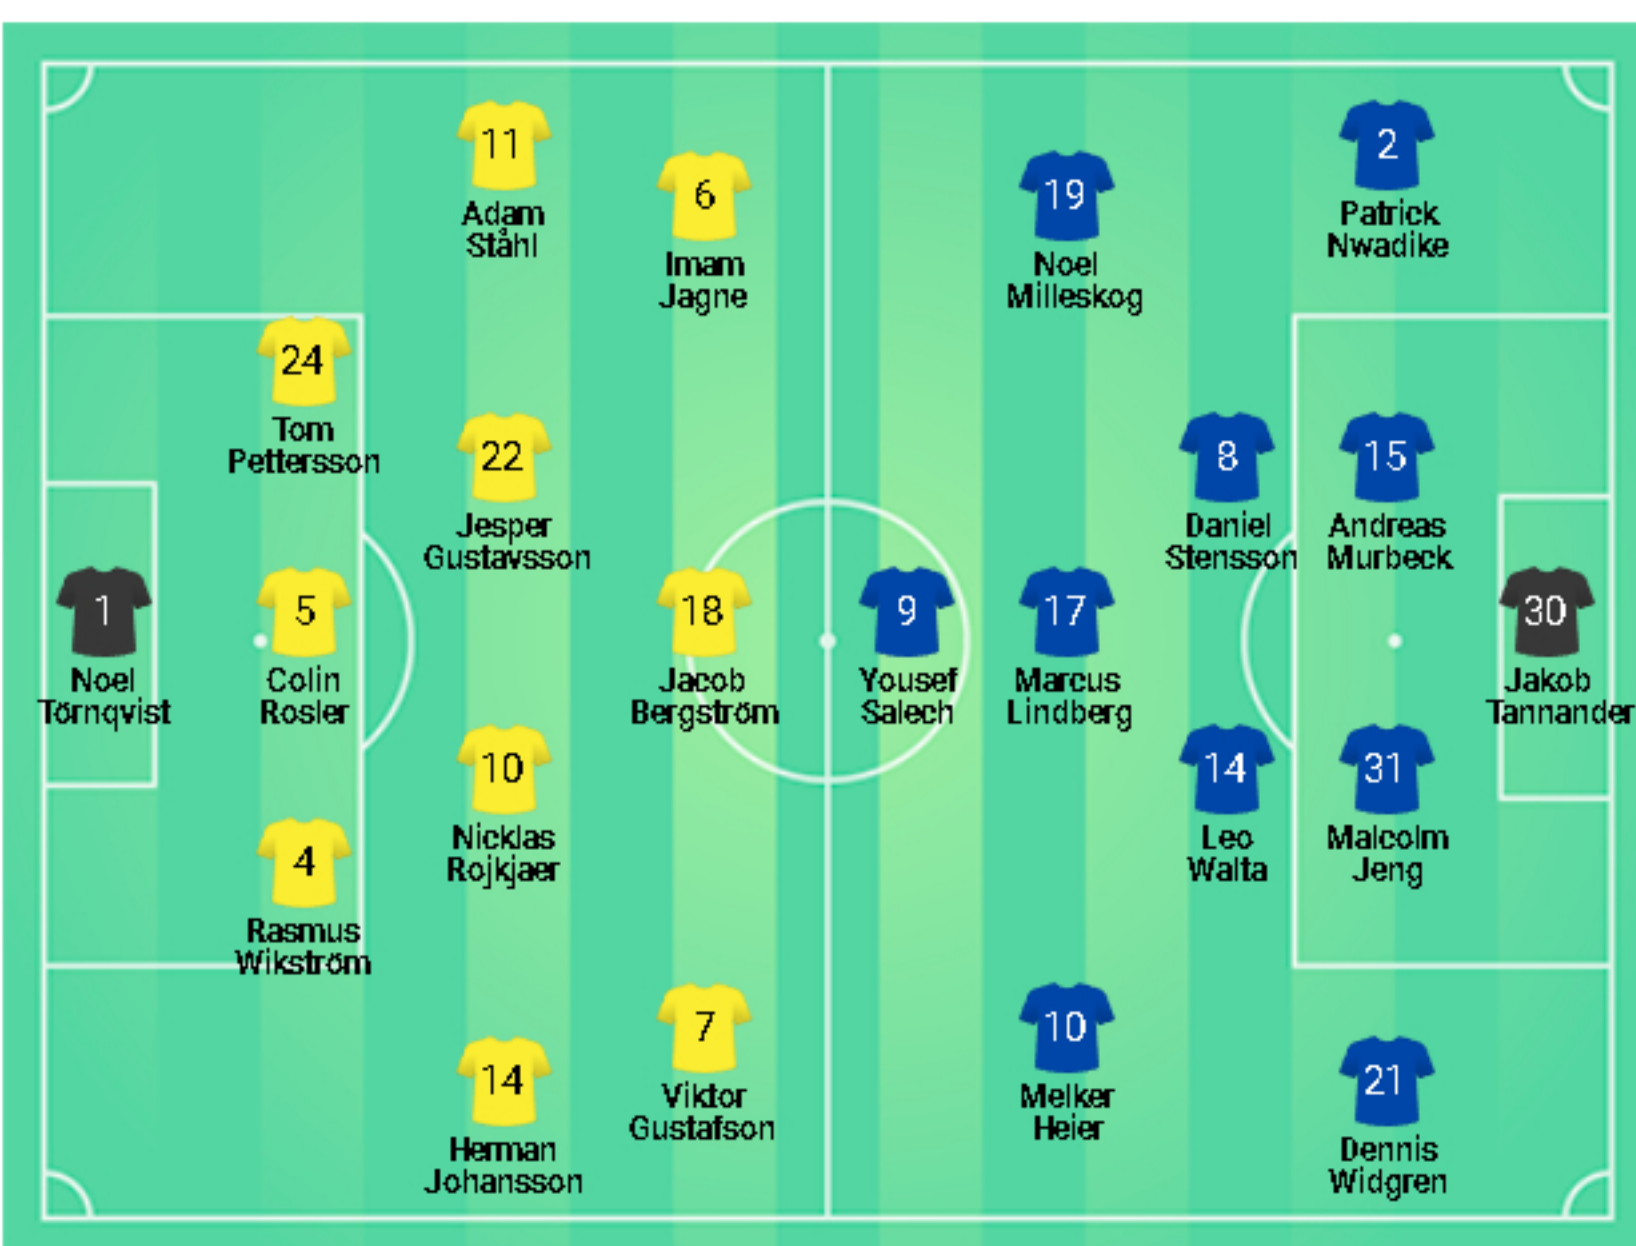 11
Adam
Ståhl
6
Imam
Jagne
19
Noel
Milleskog
2
Patrick
Nwadike
24
Tom
Pettersson
22
Jesper
Gustavsson
8
Daniel
Stensson
15
Andreas
Murbeck
1
Noel
Törnqvist
5
Colin
Rosler
18
Jacob
Bergström
9
Yousef
Salech
17
Marcus
Lindberg
30
Jakob
Tannander
10
Nicklas
Rojkjaer
14
Leo
Walta
31
Malcolm
Jeng
4
Rasmus
Wikström
7
Viktor
Gustafson
10
Melker
Heier
14
Herman
Johansson
21
Dennis
Widgren